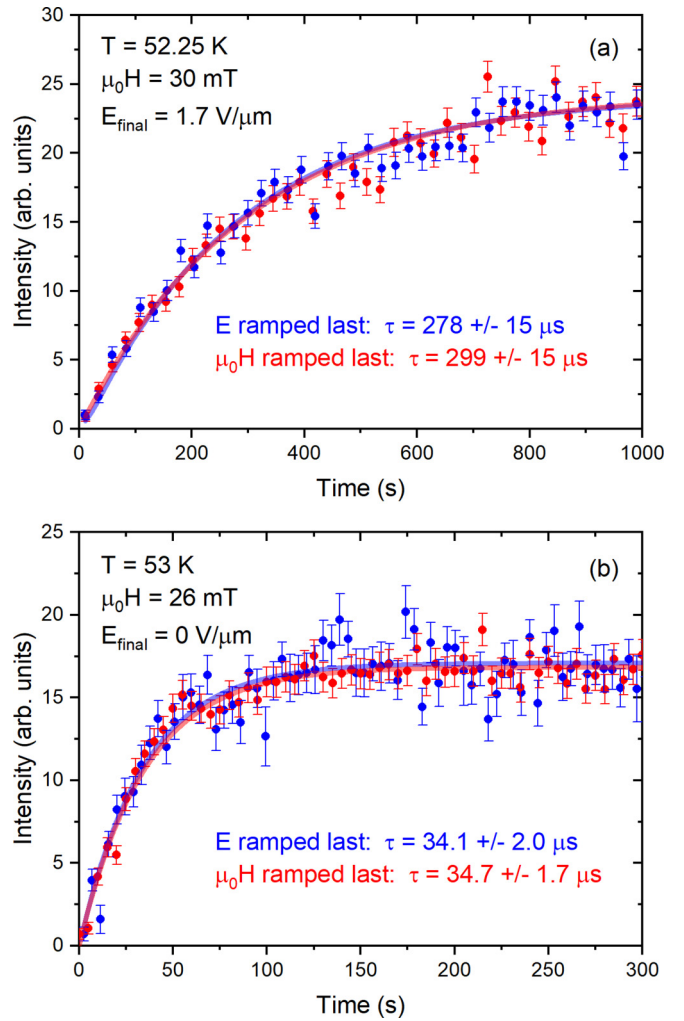 30
25
20
15
10
5
0
Intensity (arb. units)
T = 52.25 K
(a)
μ₀H = 30 mT
E_final = 1.7 V/μm
E ramped last: τ = 278 +/- 15 μs
μ₀H ramped last: τ = 299 +/- 15 μs
0 200 400 600 800 1000
Time (s)
25
20
15
10
5
0
Intensity (arb. units)
T = 53 K
(b)
μ₀H = 26 mT
E_final = 0 V/μm
E ramped last: τ = 34.1 +/- 2.0 μs
μ₀H ramped last: τ = 34.7 +/- 1.7 μs
0 50 100 150 200 250 300
Time (s)